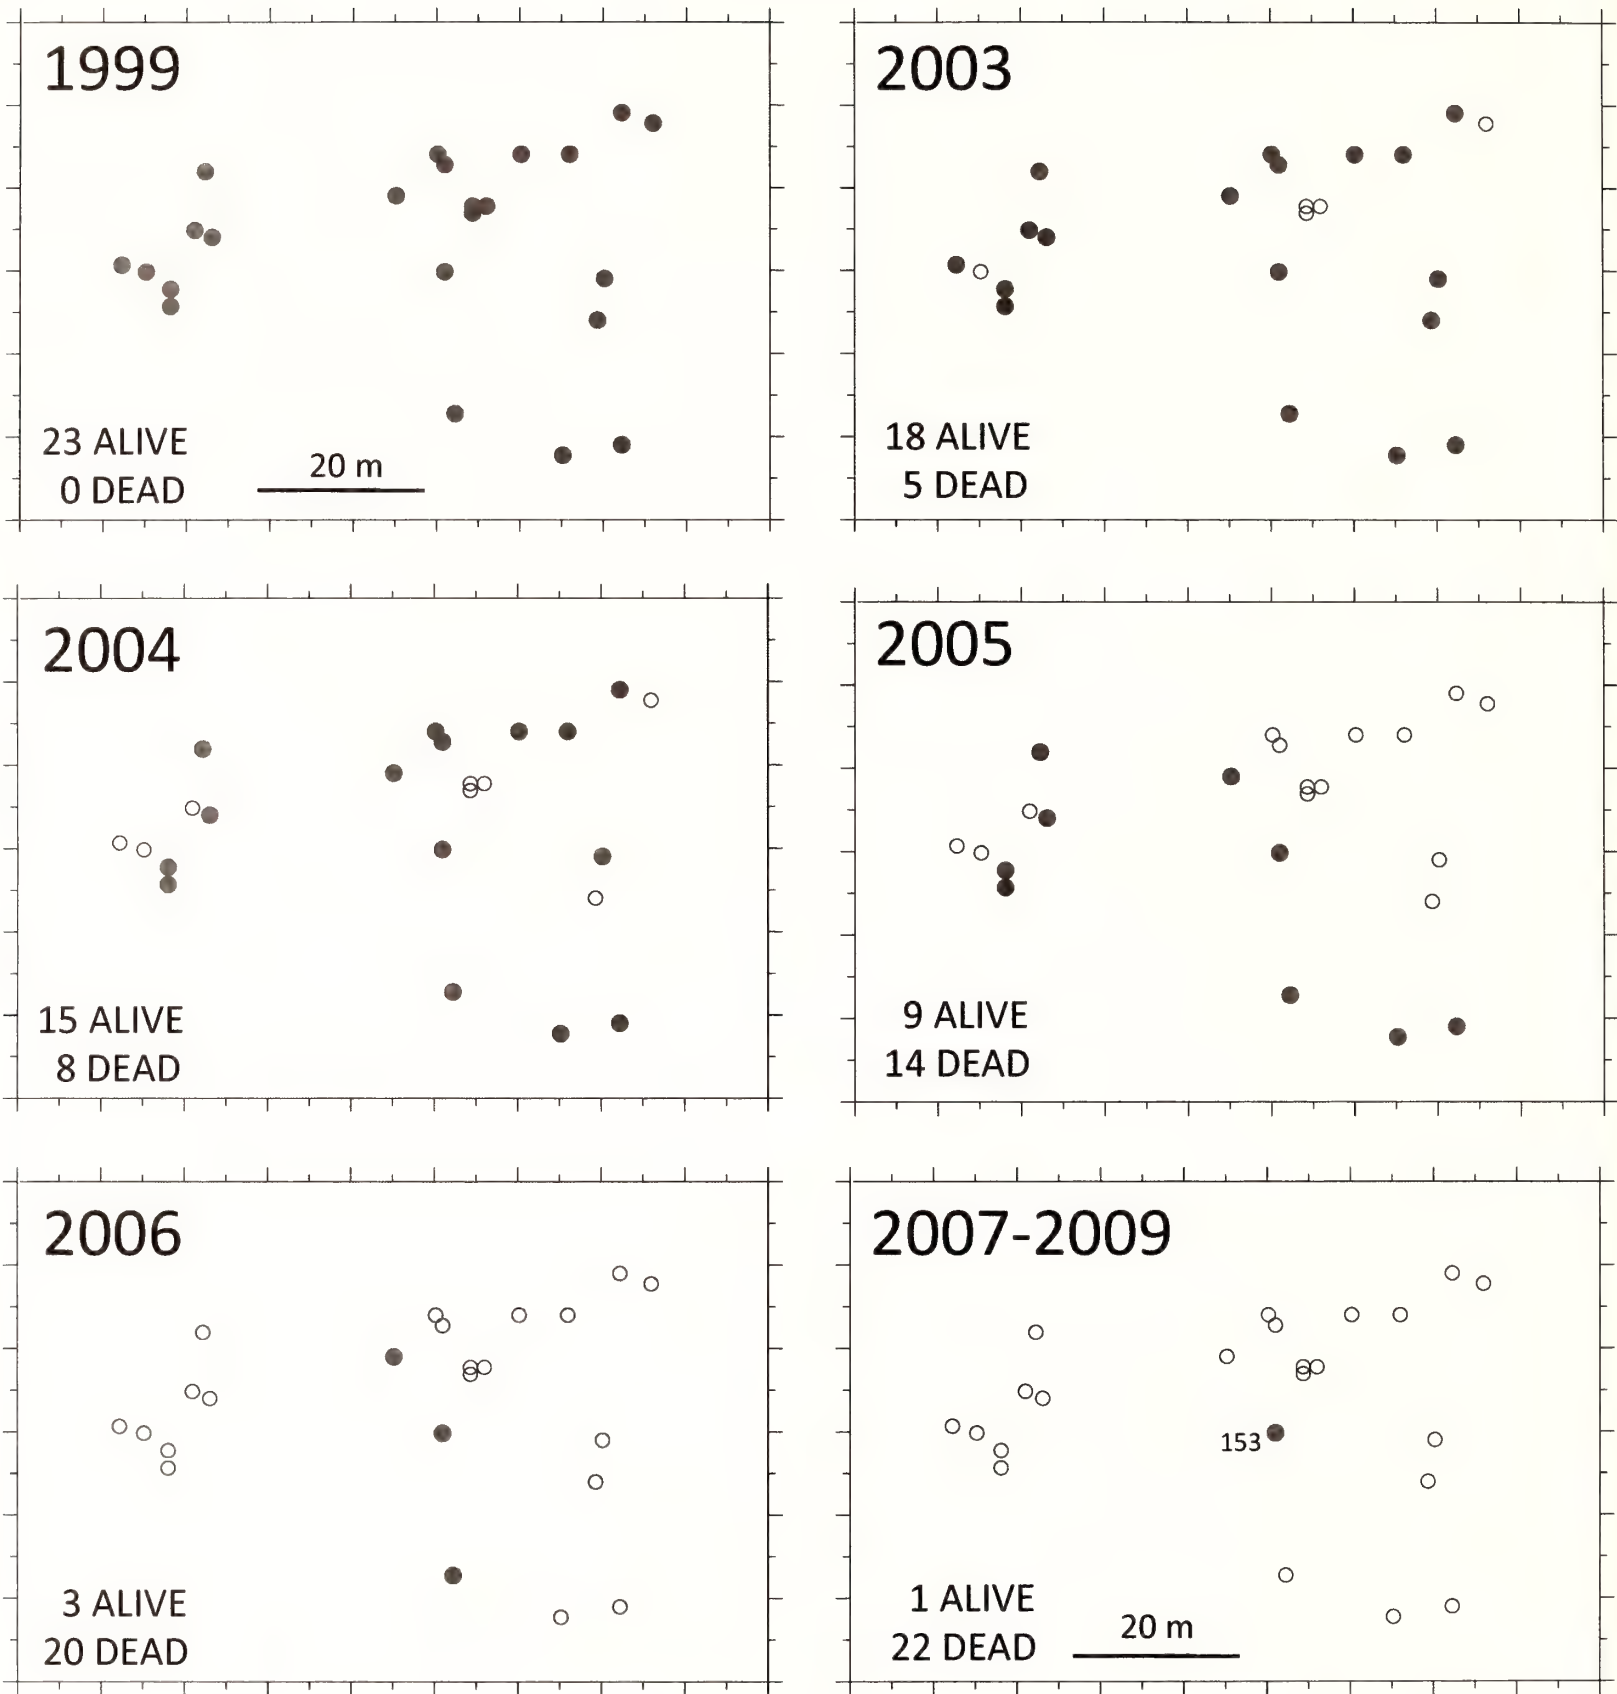 1999
23 ALIVE
0 DEAD
20 m
2003
18 ALIVE
5 DEAD
2004
15 ALIVE
8 DEAD
2005
9 ALIVE
14 DEAD
2006
3 ALIVE
20 DEAD
2007-2009
153
1 ALIVE
22 DEAD
20 m